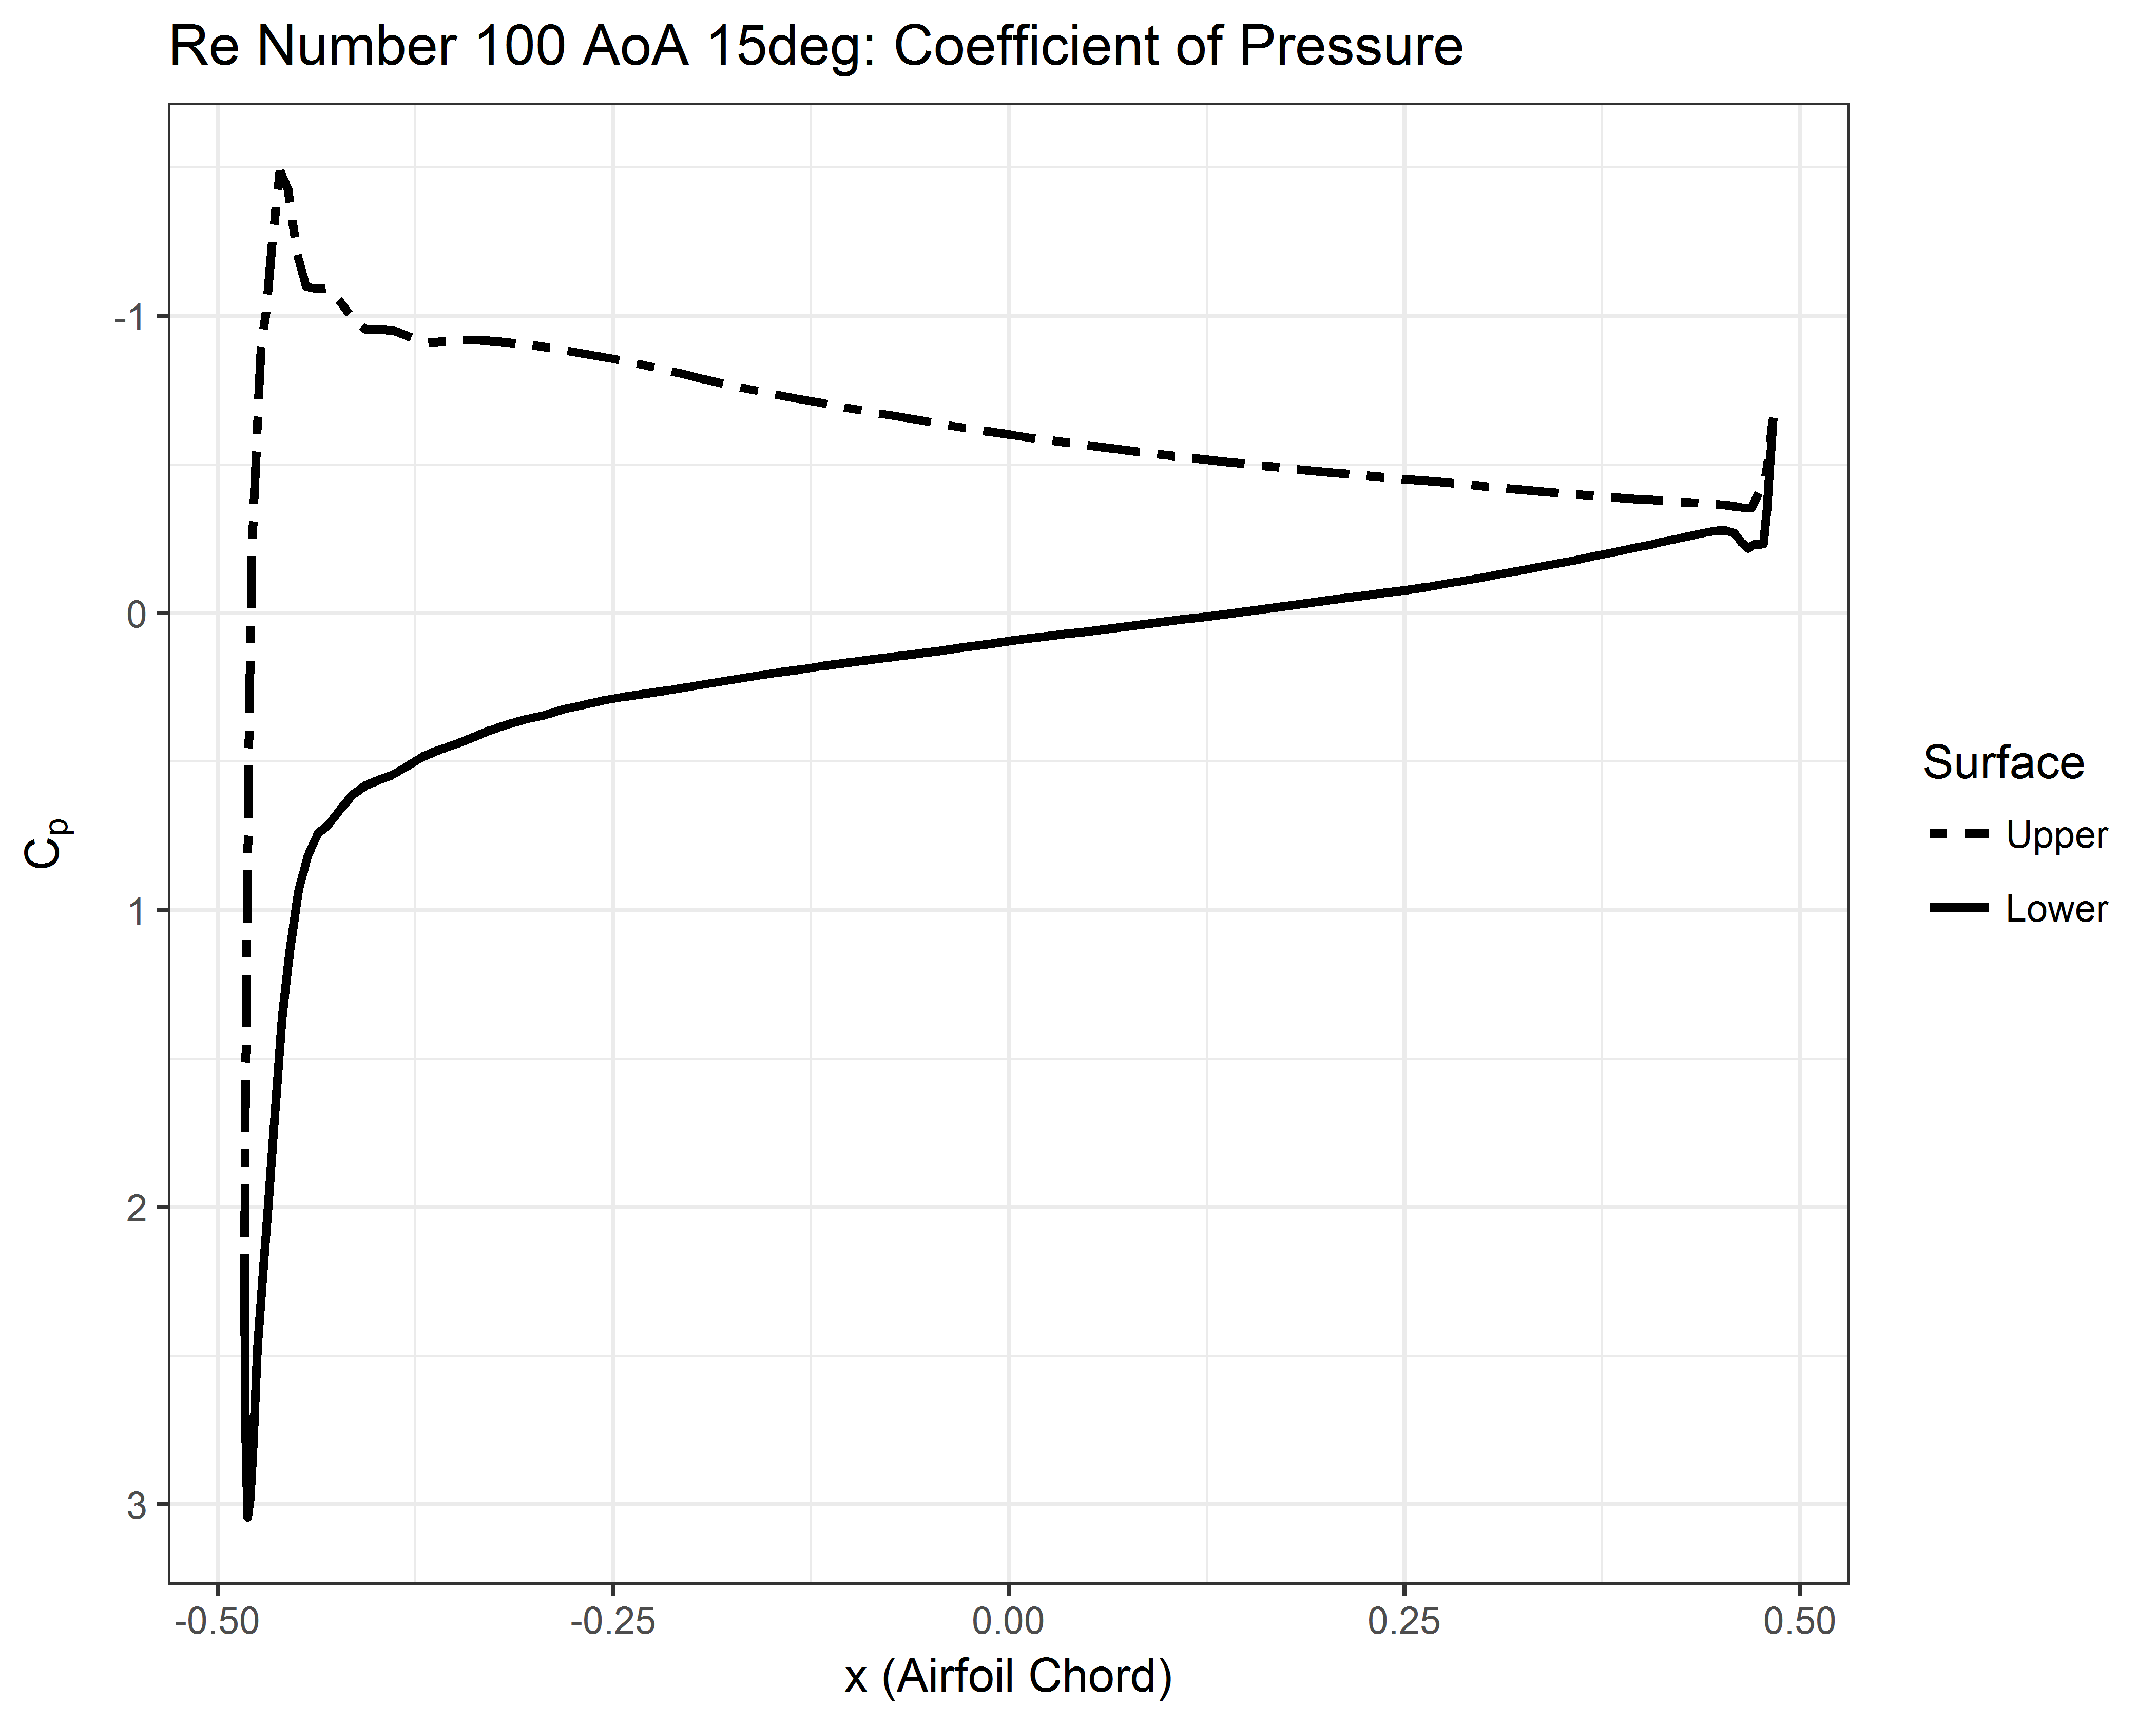 Re Number 100 AoA 15deg: Coefficient of Pressure
-1
0
1
2
3
Cp
-0.50 -0.25 0.00 0.25 0.50
x (Airfoil Chord)
Surface
Upper
Lower